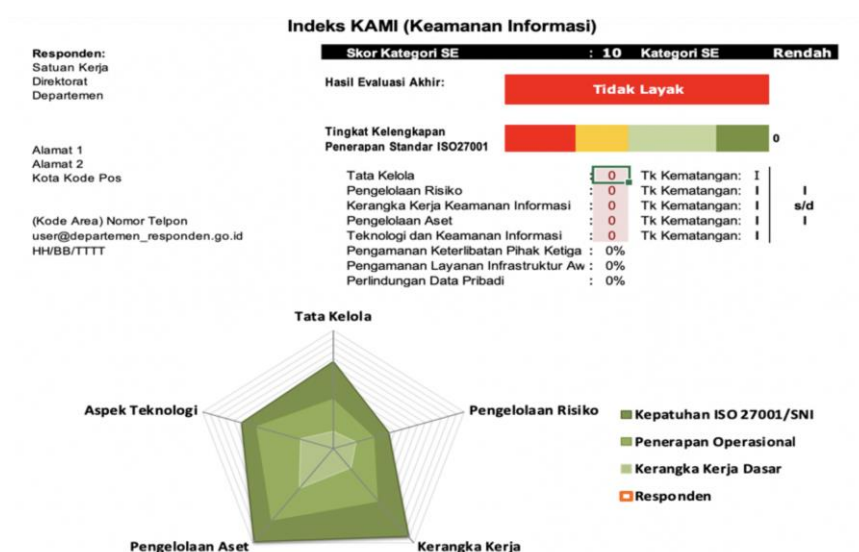 Indeks KAMI (Keamanan Informasi)
Responden:
Satuan Kerja
Direktorat
Departemen
Alamat 1
Alamat 2
Kota Kode Pos
(Kode Area) Nomor Telpon
user@departemen_responden.go.id
HH/BB/TTTT
Skor Kategori SE : 10 Kategori SE Rendah
Hasil Evaluasi Akhir: Tidak Layak
Tingkat Kelengkapan
Penerapan Standar ISO27001 0
Tata Kelola : 0 Tk Kematangan: I
Pengelolaan Risiko : 0 Tk Kematangan: I I
Kerangka Kerja Keamanan Informasi : 0 Tk Kematangan: I s/d
Pengelolaan Aset : 0 Tk Kematangan: I I
Teknologi dan Keamanan Informasi : 0 Tk Kematangan: I
Pengamanan Keterlibatan Pihak Ketiga : 0%
Pengamanan Layanan Infrastruktur Aw : 0%
Perlindungan Data Pribadi : 0%
Tata Kelola
Aspek Teknologi
Pengelolaan Risiko
Pengelolaan Aset
Kerangka Kerja
Kepatuhan ISO 27001/SNI
Penerapan Operasional
Kerangka Kerja Dasar
Responden